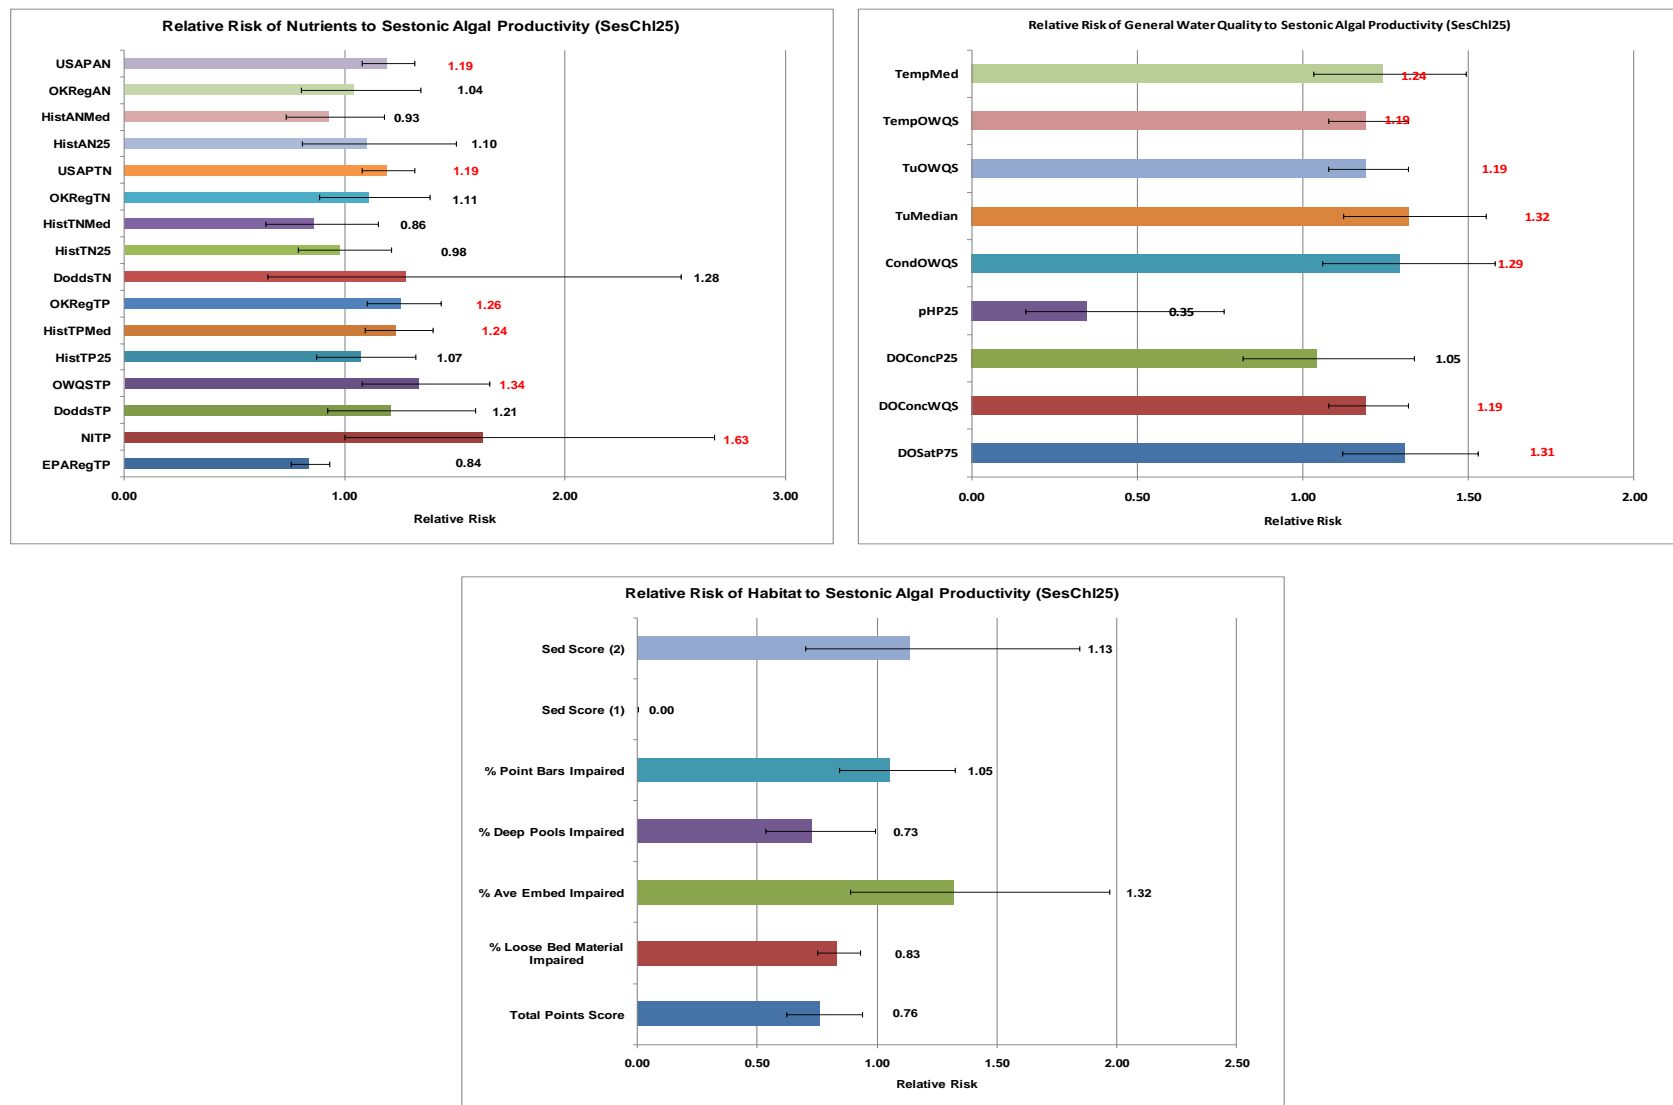 Relative Risk of Nutrients to Sestonic Algal Productivity (SesChl25)
USAPAN 1.19
OKRegAN 1.04
HistANMed 0.93
HistAN25 1.10
USAPTN 1.19
OKRegTN 1.11
HistTNMed 0.86
HistTN25 0.98
DoddsTN 1.28
OKRegTP 1.26
HistTPMed 1.24
HistTP25 1.07
OWQSTP 1.34
DoddsTP 1.21
NITP 1.63
EPARegTP 0.84
0.00 1.00 2.00 3.00
Relative Risk
Relative Risk of General Water Quality to Sestonic Algal Productivity (SesChl25)
TempMed 1.24
TempOWQS 1.19
TuOWQS 1.19
TuMedian 1.32
CondOWQS 1.29
pHP25 0.35
DOConcP25 1.05
DOConcWQS 1.19
DOSatP75 1.31
0.00 0.50 1.00 1.50 2.00
Relative Risk
Relative Risk of Habitat to Sestonic Algal Productivity (SesChl25)
Sed Score (2) 1.13
Sed Score (1) 0.00
% Point Bars Impaired 1.05
% Deep Pools Impaired 0.73
% Ave Embed Impaired 1.32
% Loose Bed Material
Impaired 0.83
Total Points Score 0.76
0.00 0.50 1.00 1.50 2.00 2.50
Relative Risk